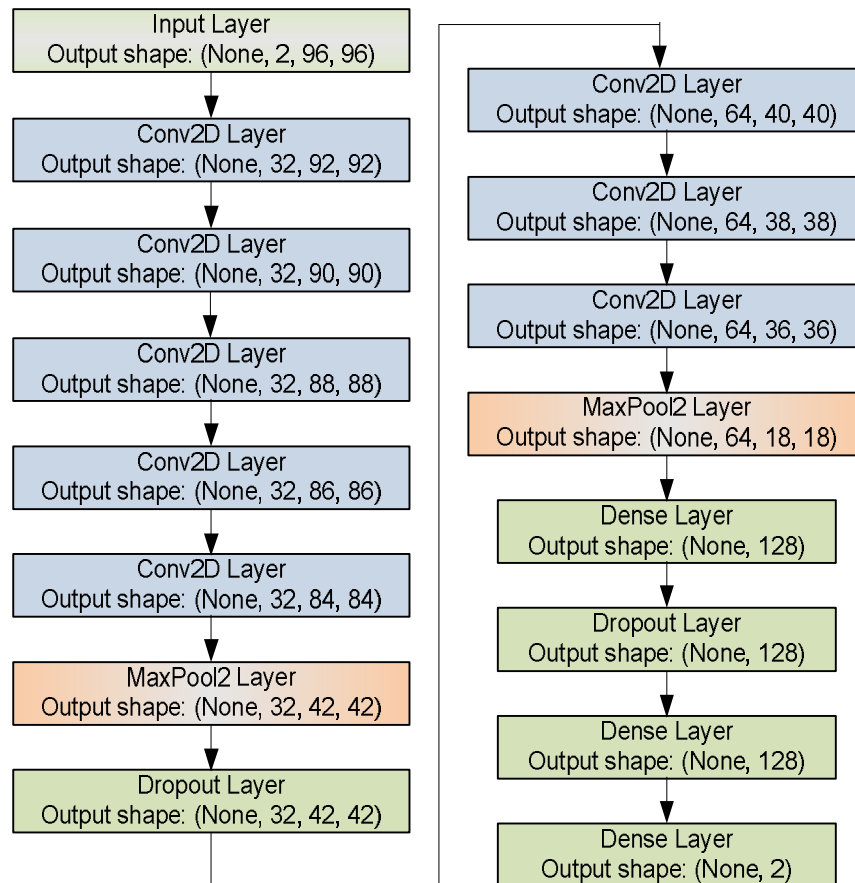 Input Layer
Output shape: (None, 2, 96, 96)
Conv2D Layer
Output shape: (None, 32, 92, 92)
Conv2D Layer
Output shape: (None, 32, 90, 90)
Conv2D Layer
Output shape: (None, 32, 88, 88)
Conv2D Layer
Output shape: (None, 32, 86, 86)
Conv2D Layer
Output shape: (None, 32, 84, 84)
MaxPool2 Layer
Output shape: (None, 32, 42, 42)
Dropout Layer
Output shape: (None, 32, 42, 42)
Conv2D Layer
Output shape: (None, 64, 40, 40)
Conv2D Layer
Output shape: (None, 64, 38, 38)
Conv2D Layer
Output shape: (None, 64, 36, 36)
MaxPool2 Layer
Output shape: (None, 64, 18, 18)
Dense Layer
Output shape: (None, 128)
Dropout Layer
Output shape: (None, 128)
Dense Layer
Output shape: (None, 128)
Dense Layer
Output shape: (None, 2)